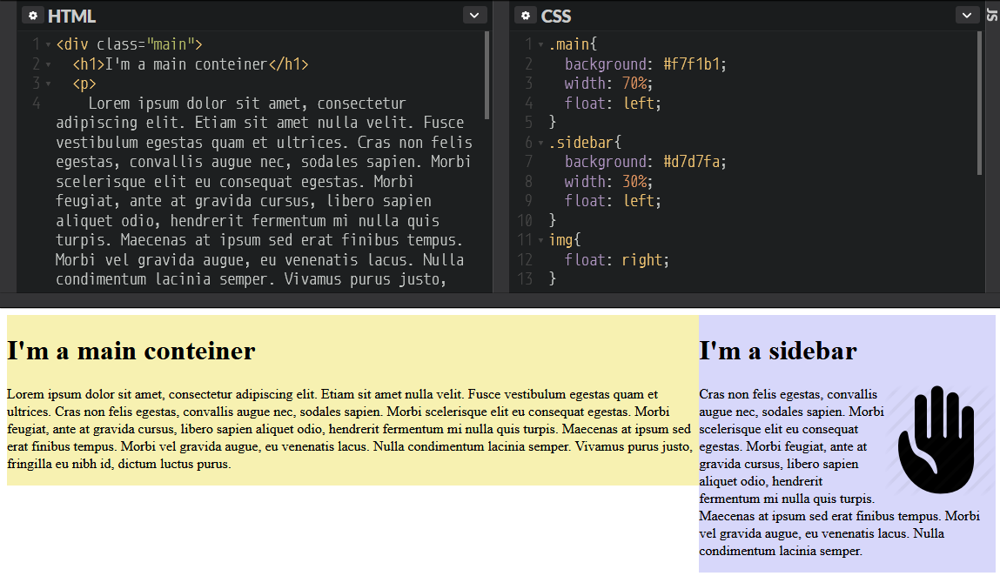 HTML
1 <div class="main">
2 <h1>I'm a main conteiner</h1>
3 <p>
4 Lorem ipsum dolor sit amet, consectetur
adipiscing elit. Etiam sit amet nulla velit. Fusce
vestibulum egestas quam et ultrices. Cras non felis
egestas, convallis augue nec, sodales sapien. Morbi
scelerisque elit eu consequat egestas. Morbi
feugiat, ante at gravida cursus, libero sapien
aliquet odio, hendrerit fermentum mi nulla quis
turpis. Maecenas at ipsum sed erat finibus tempus.
Morbi vel gravida augue, eu venenatis lacus. Nulla
condimentum lacinia semper. Vivamus purus justo,
CSS
1 .main{
2 background: #f7f1b1;
3 width: 70%;
4 float: left;
5 }
6 .sidebar{
7 background: #d7d7fa;
8 width: 30%;
9 float: left;
10 }
11 img{
12 float: right;
13 }
JS
I'm a main conteiner
Lorem ipsum dolor sit amet, consectetur adipiscing elit. Etiam sit amet nulla velit. Fusce vestibulum egestas quam et
ultrices. Cras non felis egestas, convallis augue nec, sodales sapien. Morbi scelerisque elit eu consequat egestas. Morbi
feugiat, ante at gravida cursus, libero sapien aliquet odio, hendrerit fermentum mi nulla quis turpis. Maecenas at ipsum sed
erat finibus tempus. Morbi vel gravida augue, eu venenatis lacus. Nulla condimentum lacinia semper. Vivamus purus justo,
fringilla eu nibh id, dictum luctus purus.
I'm a sidebar
Cras non felis egestas, convallis
augue nec, sodales sapien. Morbi
scelerisque elit eu consequat
egestas. Morbi feugiat, ante at
gravida cursus, libero sapien
aliquet odio, hendrerit
fermentum mi nulla quis turpis.
Maecenas at ipsum sed erat finibus tempus. Morbi
vel gravida augue, eu venenatis lacus. Nulla
condimentum lacinia semper.